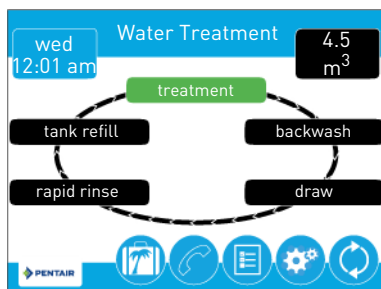 wed
12:01 am
Water Treatment
4.5
m³
treatment
tank refill
backwash
rapid rinse
draw
PENTAIR